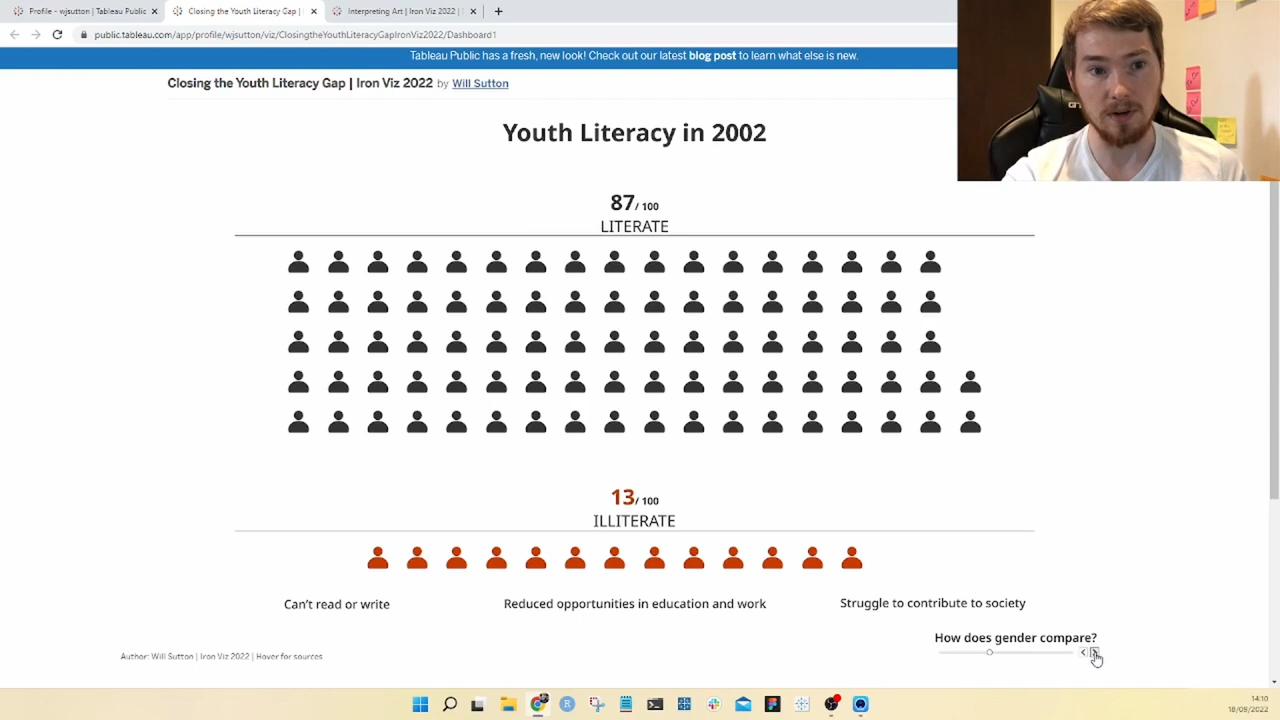 Profile - wjsutton | Tableau Public
Closing the Youth Literacy Gap |
Interpreting Art | Iron Viz 2022 |
public.tableau.com/app/profile/wjsutton/viz/ClosingtheYouthLiteracyGapIronViz2022/Dashboard1
Tableau Public has a fresh, new look! Check out our latest blog post to learn what else is new.
Closing the Youth Literacy Gap | Iron Viz 2022 by Will Sutton
Youth Literacy in 2002
87/ 100
LITERATE
13/ 100
ILLITERATE
Can't read or write
Reduced opportunities in education and work
Struggle to contribute to society
How does gender compare?
Author: Will Sutton | Iron Viz 2022 | Hover for sources
14:10
18/09/2022